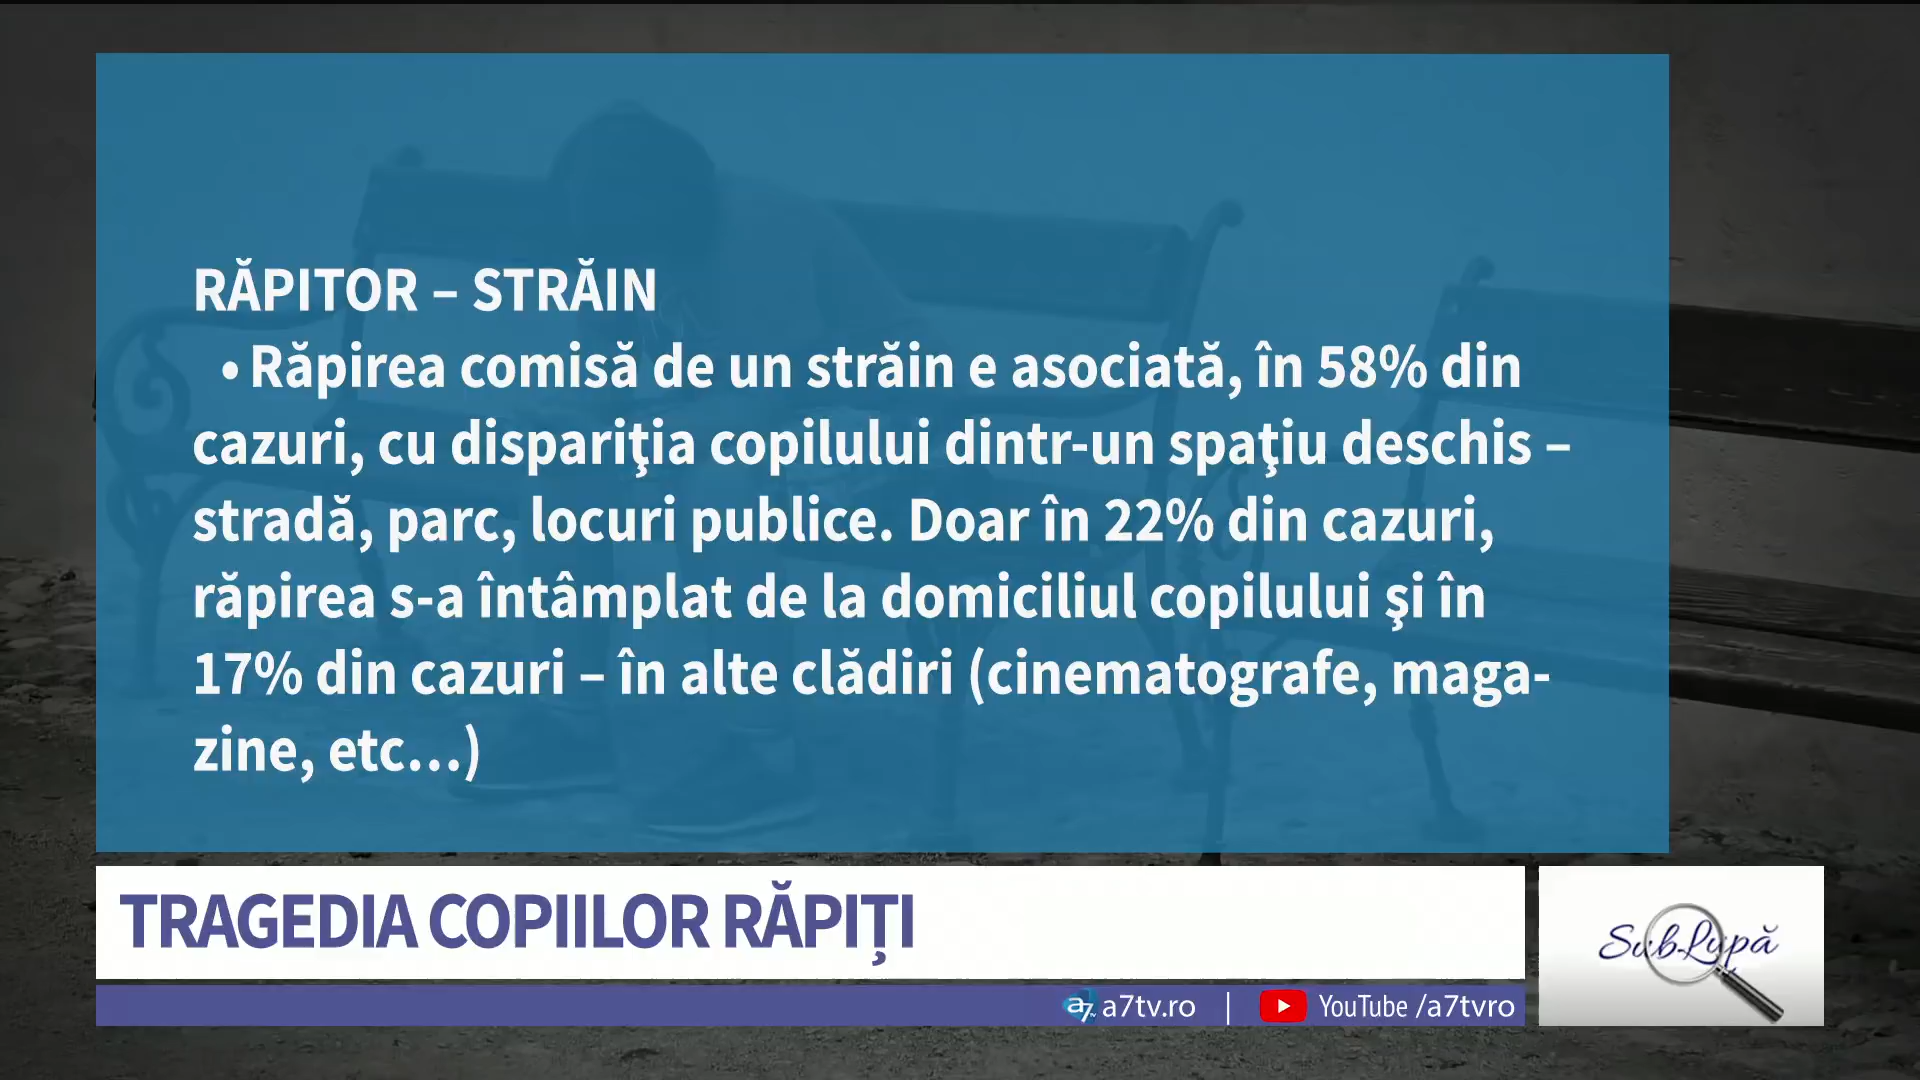 RĂPITOR – STRĂIN
• Răpirea comisă de un străin e asociată, în 58% din
cazuri, cu dispariţia copilului dintr-un spaţiu deschis –
stradă, parc, locuri publice. Doar în 22% din cazuri,
răpirea s-a întâmplat de la domiciliul copilului şi în
17% din cazuri – în alte clădiri (cinematografe, maga-
zine, etc...)
TRAGEDIA COPIILOR RĂPIȚI
a7tv a7tv.ro | YouTube /a7tvro
Sub Lupă